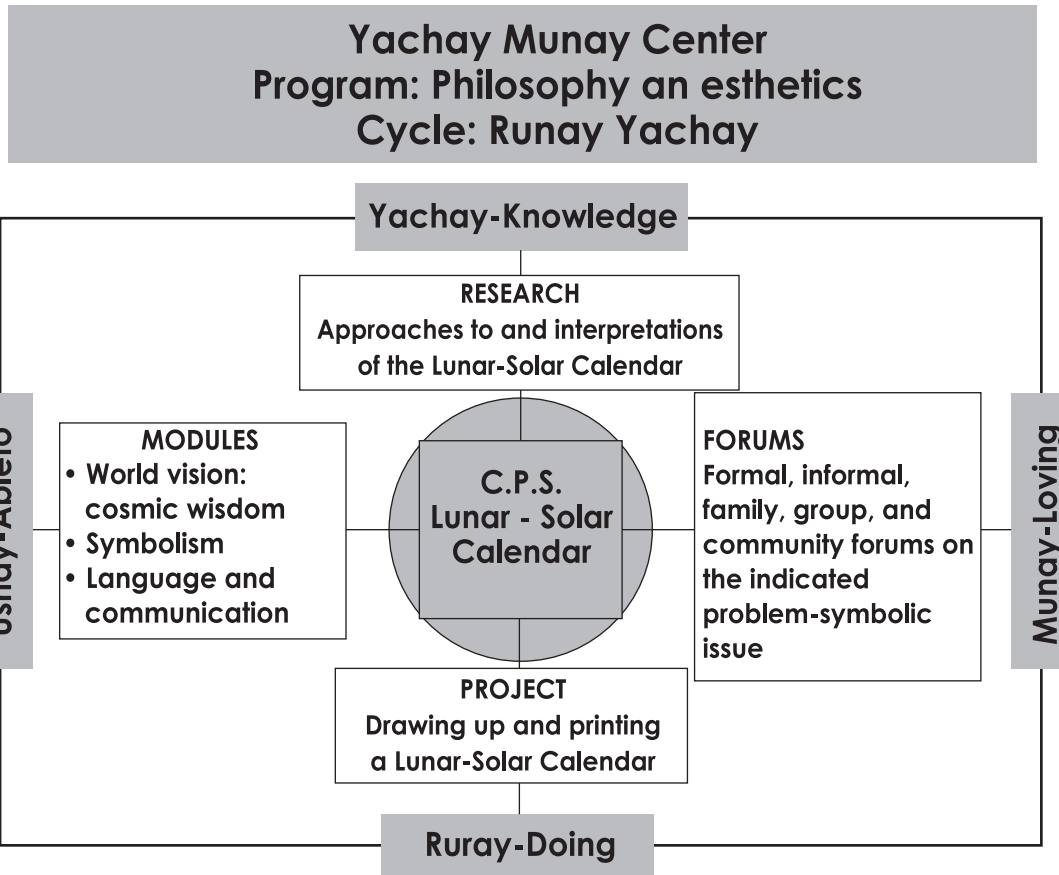 Yachay Munay Center
Program: Philosophy an esthetics
Cycle: Runay Yachay
Yachay-Knowledge
RESEARCH
Approaches to and interpretations
of the Lunar-Solar Calendar
Ushay-Ableto
MODULES
• World vision:
cosmic wisdom
• Symbolism
• Language and
communication
C.P.S.
Lunar - Solar
Calendar
FORUMS
Formal, informal,
family, group, and
community forums on
the indicated
problem-symbolic
issue
Munay-Loving
PROJECT
Drawing up and printing
a Lunar-Solar Calendar
Ruray-Doing